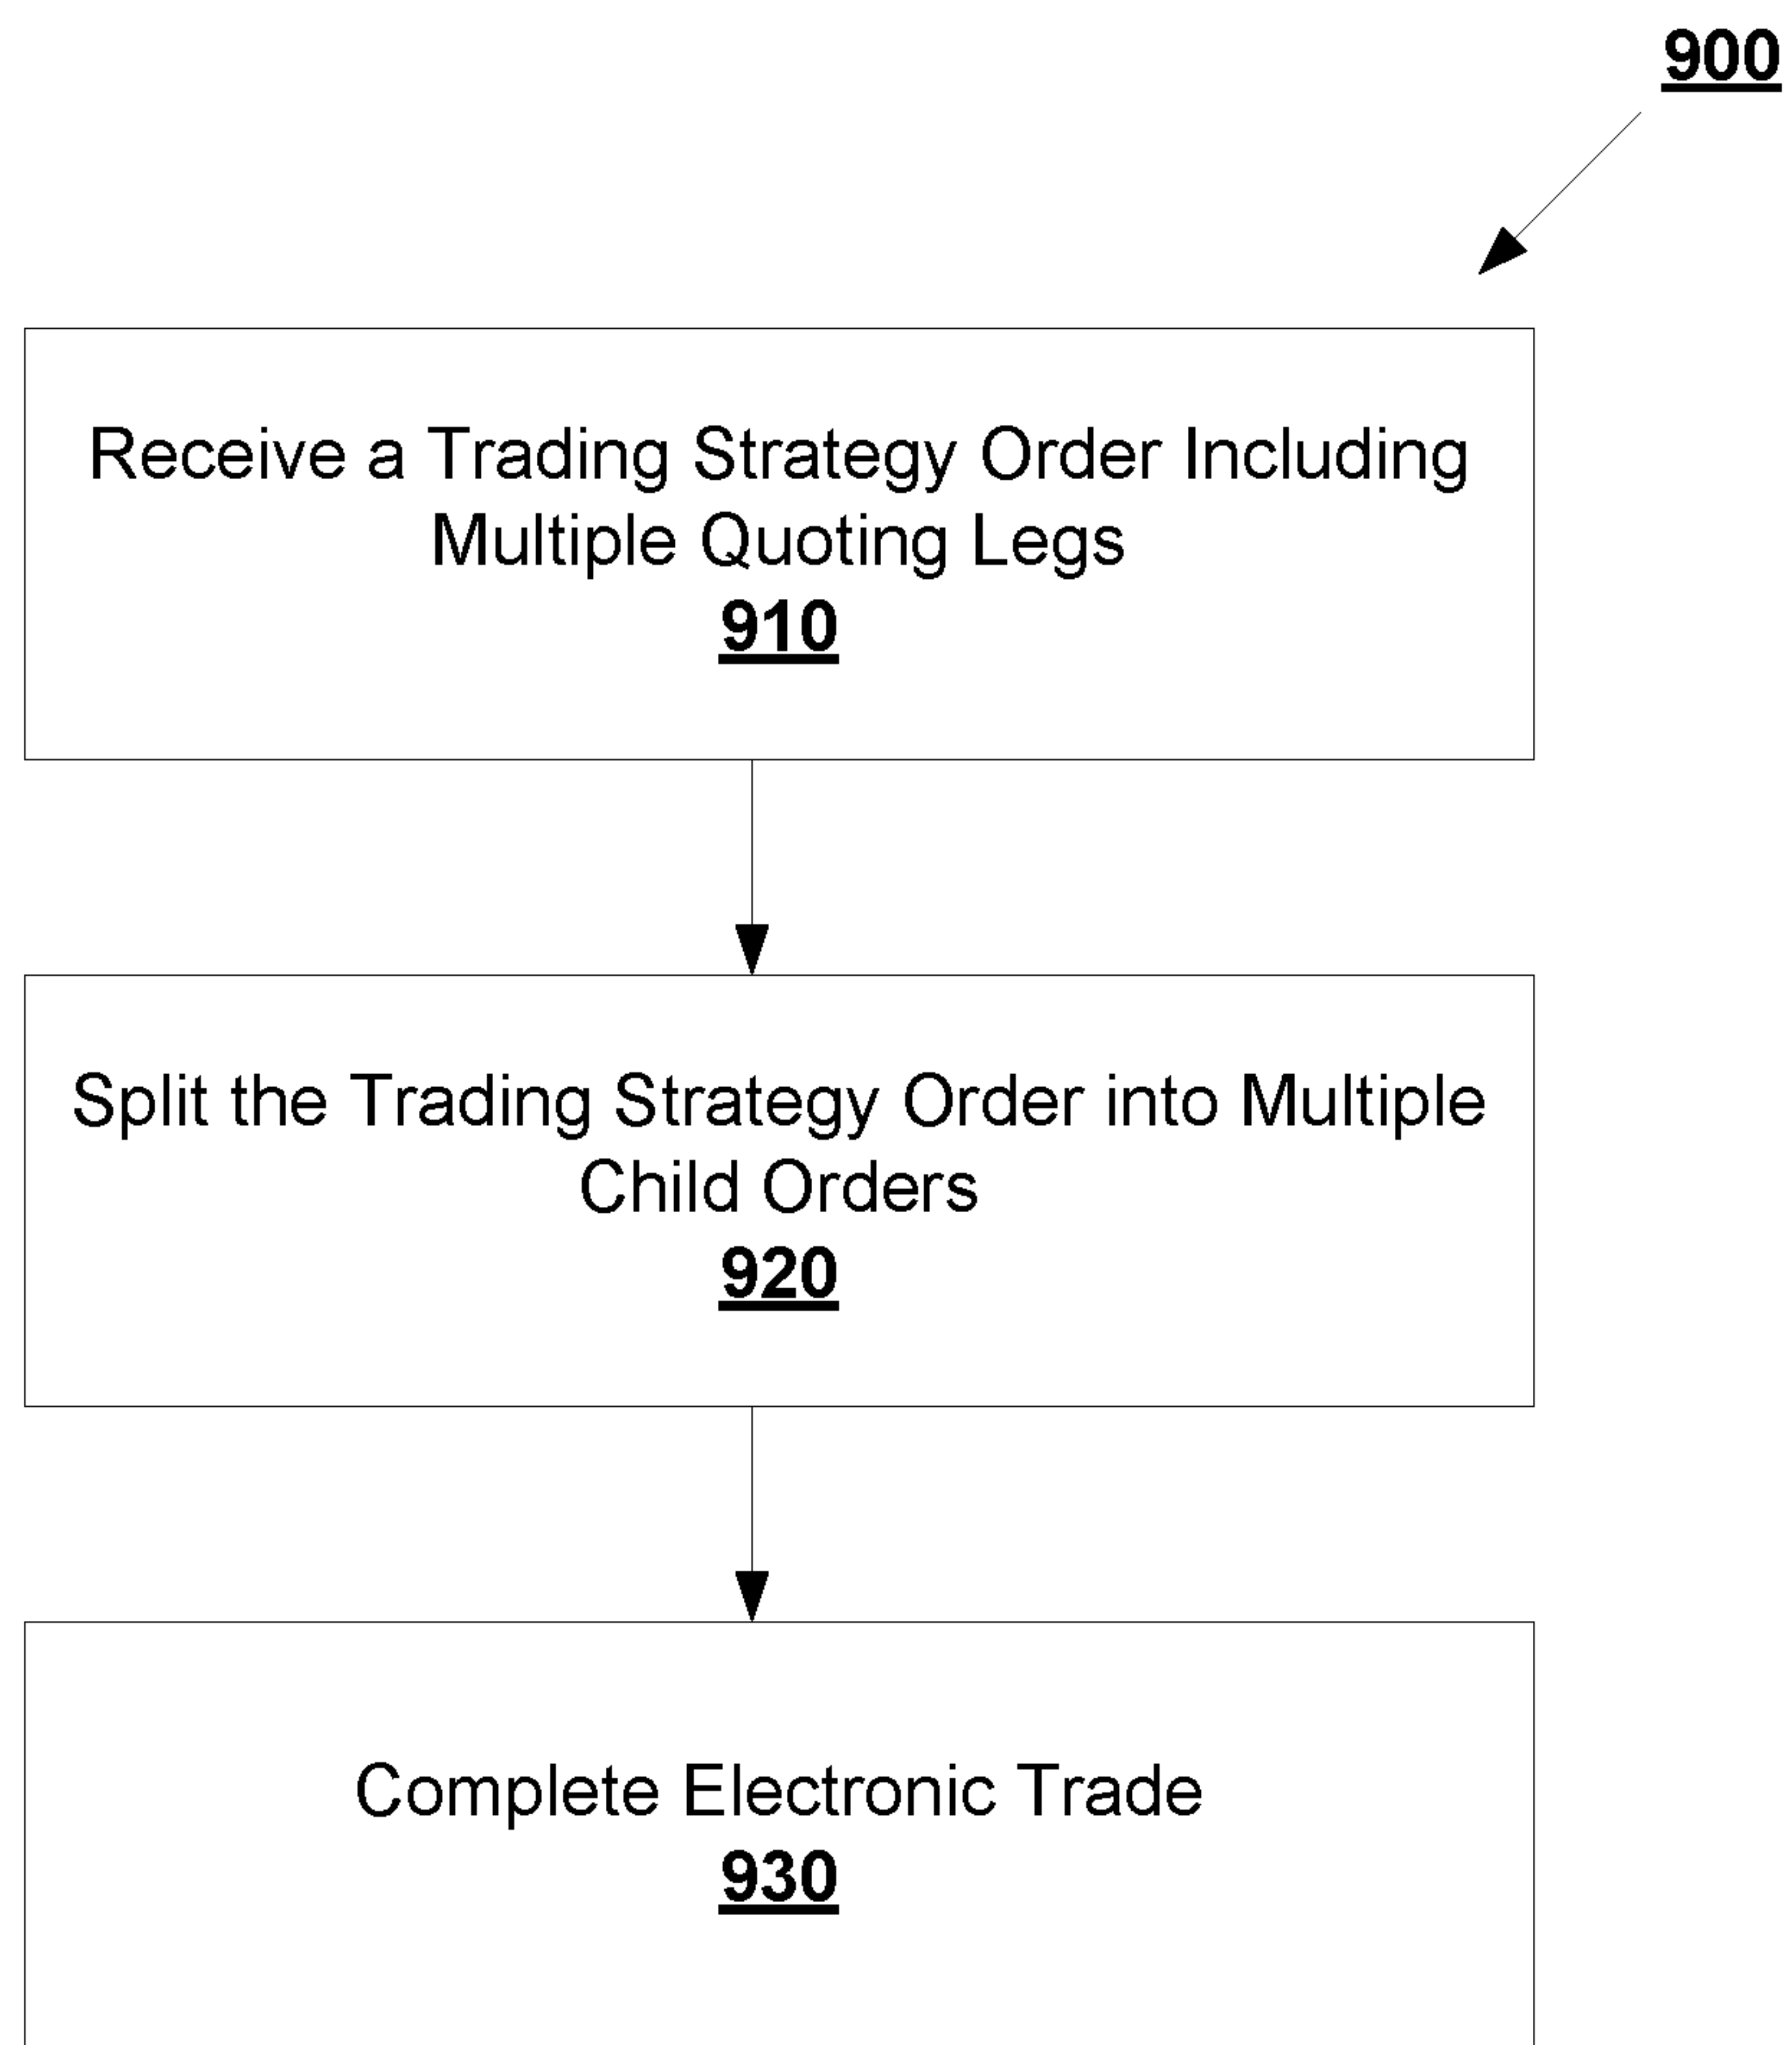 900
Receive a Trading Strategy Order Including
Multiple Quoting Legs
910
Split the Trading Strategy Order into Multiple
Child Orders
920
Complete Electronic Trade
930